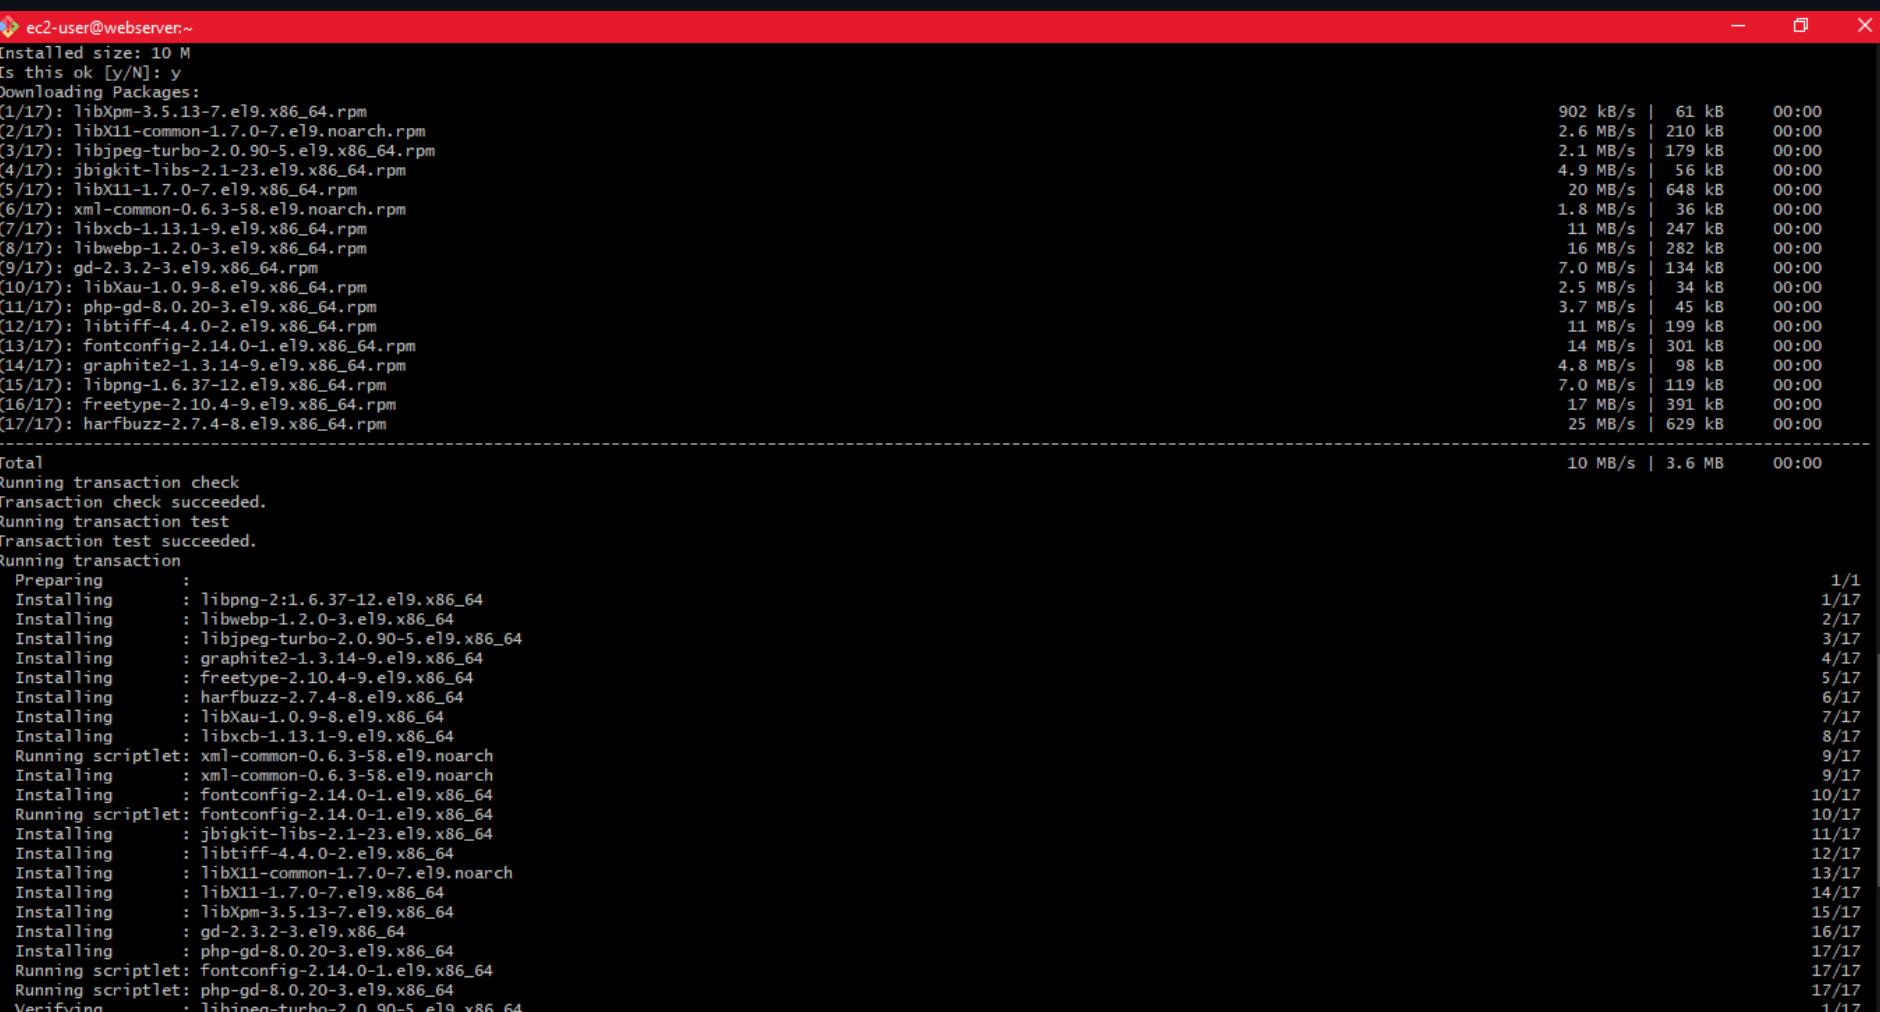 ec2-user@webserver:~
Installed size: 10 M
Is this ok [y/N]: y
Downloading Packages:
(1/17): libXpm-3.5.13-7.el9.x86_64.rpm 902 kB/s | 61 kB 00:00
(2/17): libX11-common-1.7.0-7.el9.noarch.rpm 2.6 MB/s | 210 kB 00:00
(3/17): libjpeg-turbo-2.0.90-5.el9.x86_64.rpm 2.1 MB/s | 179 kB 00:00
(4/17): jbigkit-libs-2.1-23.el9.x86_64.rpm 4.9 MB/s | 56 kB 00:00
(5/17): libX11-1.7.0-7.el9.x86_64.rpm 20 MB/s | 648 kB 00:00
(6/17): xml-common-0.6.3-58.el9.noarch.rpm 1.8 MB/s | 36 kB 00:00
(7/17): libxcb-1.13.1-9.el9.x86_64.rpm 11 MB/s | 247 kB 00:00
(8/17): libwebp-1.2.0-3.el9.x86_64.rpm 16 MB/s | 282 kB 00:00
(9/17): gd-2.3.2-3.el9.x86_64.rpm 7.0 MB/s | 134 kB 00:00
(10/17): libXau-1.0.9-8.el9.x86_64.rpm 2.5 MB/s | 34 kB 00:00
(11/17): php-gd-8.0.20-3.el9.x86_64.rpm 3.7 MB/s | 45 kB 00:00
(12/17): libtiff-4.4.0-2.el9.x86_64.rpm 11 MB/s | 199 kB 00:00
(13/17): fontconfig-2.14.0-1.el9.x86_64.rpm 14 MB/s | 301 kB 00:00
(14/17): graphite2-1.3.14-9.el9.x86_64.rpm 4.8 MB/s | 98 kB 00:00
(15/17): libpng-1.6.37-12.el9.x86_64.rpm 7.0 MB/s | 119 kB 00:00
(16/17): freetype-2.10.4-9.el9.x86_64.rpm 17 MB/s | 391 kB 00:00
(17/17): harfbuzz-2.7.4-8.el9.x86_64.rpm 25 MB/s | 629 kB 00:00
Total 10 MB/s | 3.6 MB 00:00
Running transaction check
Transaction check succeeded.
Running transaction test
Transaction test succeeded.
Running transaction
Preparing : 1/1
Installing : libpng-2:1.6.37-12.el9.x86_64 1/17
Installing : libwebp-1.2.0-3.el9.x86_64 2/17
Installing : libjpeg-turbo-2.0.90-5.el9.x86_64 3/17
Installing : graphite2-1.3.14-9.el9.x86_64 4/17
Installing : freetype-2.10.4-9.el9.x86_64 5/17
Installing : harfbuzz-2.7.4-8.el9.x86_64 6/17
Installing : libXau-1.0.9-8.el9.x86_64 7/17
Installing : libxcb-1.13.1-9.el9.x86_64 8/17
Running scriptlet: xml-common-0.6.3-58.el9.noarch 9/17
Installing : xml-common-0.6.3-58.el9.noarch 9/17
Installing : fontconfig-2.14.0-1.el9.x86_64 10/17
Running scriptlet: fontconfig-2.14.0-1.el9.x86_64 10/17
Installing : jbigkit-libs-2.1-23.el9.x86_64 11/17
Installing : libtiff-4.4.0-2.el9.x86_64 12/17
Installing : libX11-common-1.7.0-7.el9.noarch 13/17
Installing : libX11-1.7.0-7.el9.x86_64 14/17
Installing : libXpm-3.5.13-7.el9.x86_64 15/17
Installing : gd-2.3.2-3.el9.x86_64 16/17
Installing : php-gd-8.0.20-3.el9.x86_64 17/17
Running scriptlet: fontconfig-2.14.0-1.el9.x86_64 17/17
Running scriptlet: php-gd-8.0.20-3.el9.x86_64 17/17
Verifying : libjpeg-turbo-2.0.90-5.el9.x86_64 1/17